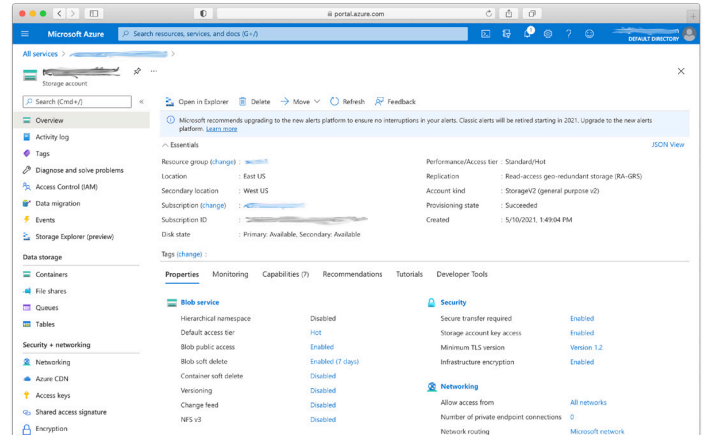 portal.azure.com
Microsoft Azure
Search resources, services, and docs (G+/)
DEFAULT DIRECTORY
All services >
Storage account
Search (Cmd+/)
Overview
Activity log
Tags
Diagnose and solve problems
Access Control (IAM)
Data migration
Events
Storage Explorer (preview)
Data storage
Containers
File shares
Queues
Tables
Security + networking
Networking
Azure CDN
Access keys
Shared access signature
Encryption
Open in Explorer Delete Move Refresh Feedback
Microsoft recommends upgrading to the new alerts platform to ensure no interruptions in your alerts. Classic alerts will be retired starting in 2021. Upgrade to the new alerts
platform. Learn more
Essentials JSON View
Resource group (change) :
Location : East US
Secondary location : West US
Subscription (change) :
Subscription ID :
Disk state : Primary: Available, Secondary: Available
Performance/Access tier : Standard/Hot
Replication : Read-access geo-redundant storage (RA-GRS)
Account kind : StorageV2 (general purpose v2)
Provisioning state : Succeeded
Created : 5/10/2021, 1:49:04 PM
Tags (change) :
Properties Monitoring Capabilities (7) Recommendations Tutorials Developer Tools
Blob service
Hierarchical namespace Disabled
Default access tier Hot
Blob public access Enabled
Blob soft delete Enabled (7 days)
Container soft delete Disabled
Versioning Disabled
Change feed Disabled
NFS v3 Disabled
Security
Secure transfer required Enabled
Storage account key access Enabled
Minimum TLS version Version 1.2
Infrastructure encryption Enabled
Networking
Allow access from All networks
Number of private endpoint connections 0
Network routing Microsoft network